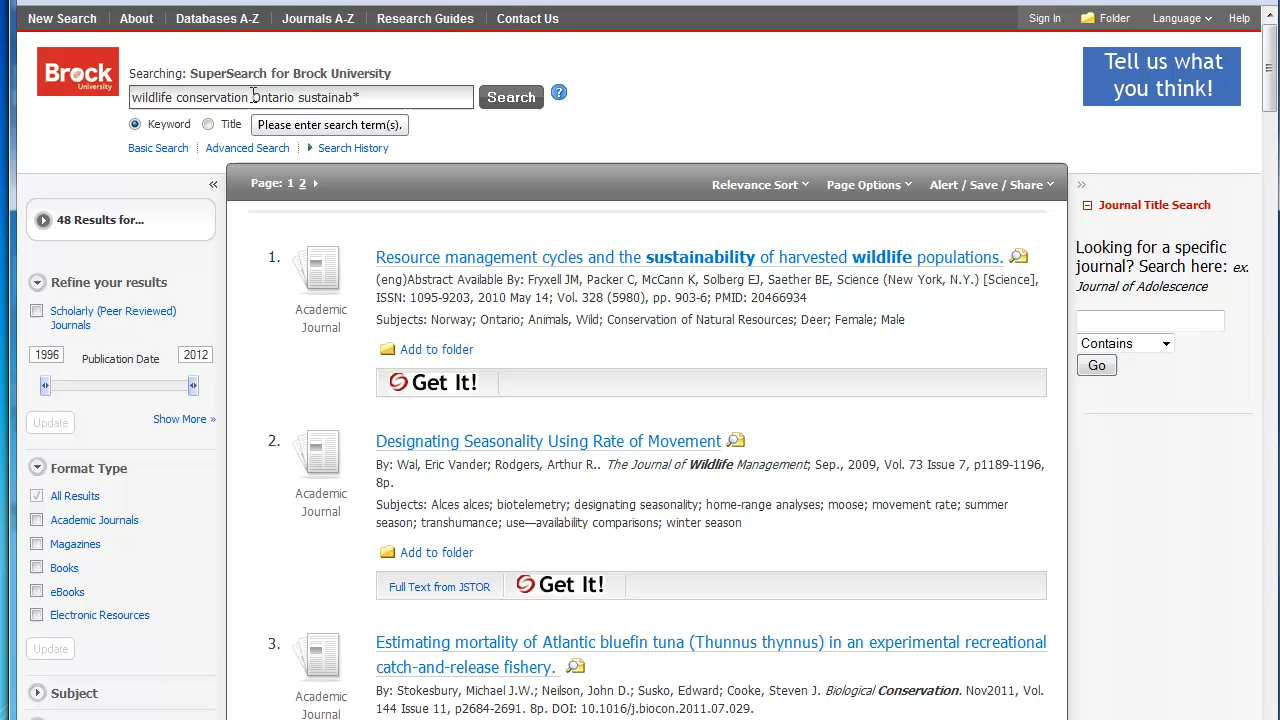 New Search About Databases A-Z Journals A-Z Research Guides Contact Us Sign In Folder Language Help
Brock University
Searching: SuperSearch for Brock University
wildlife conservation Ontario sustainab*
Search
?
Keyword Title Please enter search term(s).
Basic Search Advanced Search Search History
Tell us what
you think!
«
48 Results for...
Refine your results
Scholarly (Peer Reviewed)
Journals
1996 Publication Date 2012
Show More »
Update
Format Type
All Results
Academic Journals
Magazines
Books
eBooks
Electronic Resources
Update
Subject
Page: 1 2 Relevance Sort Page Options Alert / Save / Share
1. Resource management cycles and the sustainability of harvested wildlife populations.
(eng)Abstract Available By: Fryxell JM, Packer C, McCann K, Solberg EJ, Saether BE, Science (New York, N.Y.) [Science],
ISSN: 1095-9203, 2010 May 14; Vol. 328 (5980), pp. 903-6; PMID: 20466934
Academic
Journal
Subjects: Norway; Ontario; Animals, Wild; Conservation of Natural Resources; Deer; Female; Male
Add to folder
Get It!
2. Designating Seasonality Using Rate of Movement
By: Wal, Eric Vander; Rodgers, Arthur R.. The Journal of Wildlife Management; Sep., 2009, Vol. 73 Issue 7, p1189-1196,
8p.
Academic
Journal
Subjects: Alces alces; biotelemetry; designating seasonality; home-range analyses; moose; movement rate; summer
season; transhumance; use—availability comparisons; winter season
Add to folder
Full Text from JSTOR Get It!
3. Estimating mortality of Atlantic bluefin tuna (Thunnus thynnus) in an experimental recreational
catch-and-release fishery.
Academic
Journal
By: Stokesbury, Michael J.W.; Neilson, John D.; Susko, Edward; Cooke, Steven J. Biological Conservation. Nov2011, Vol.
144 Issue 11, p2684-2691. 8p. DOI: 10.1016/j.biocon.2011.07.029.
»
Journal Title Search
Looking for a specific
journal? Search here: ex.
Journal of Adolescence
Contains
Go